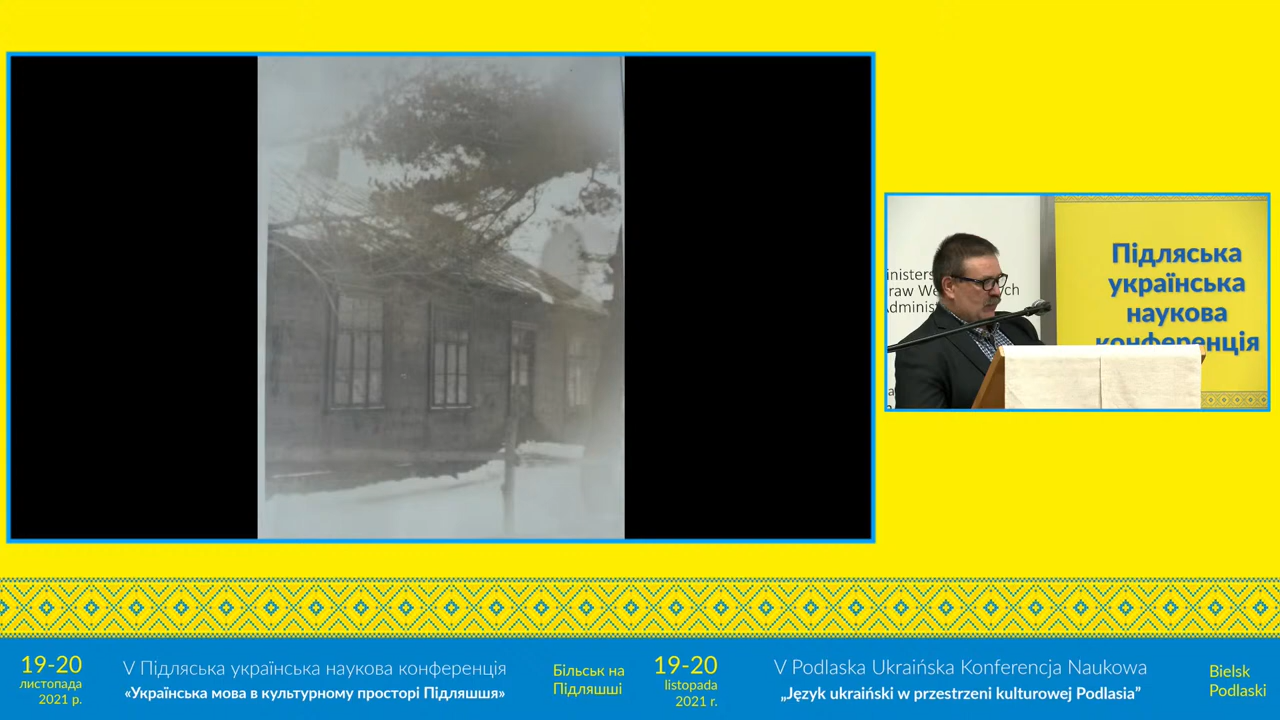 Підляська
українська
наукова
конференція
19-20
листопада
2021 р.
V Підляська українська наукова конференція
«Українська мова в культурному просторі Підляшшя»
Більськ на
Підляшші
19-20
listopada
2021 r.
V Podlaska Ukraińska Konferencja Naukowa
„Język ukraiński w przestrzeni kulturowej Podlasia”
Bielsk
Podlaski